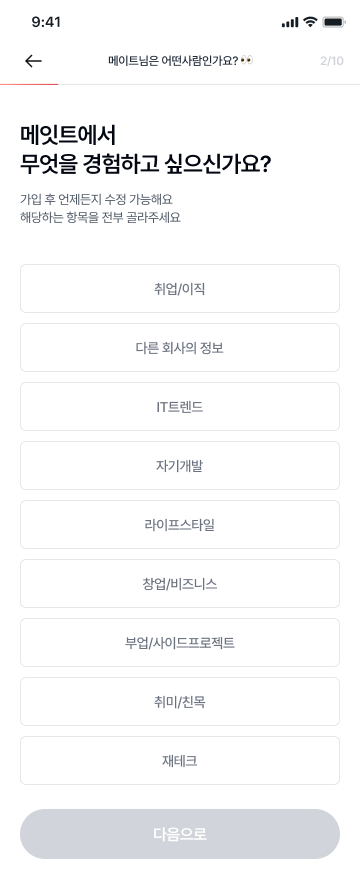 9:41
메이트님은 어떤사람인가요?👀
2/10
메잇트에서
무엇을 경험하고 싶으신가요?
가입 후 언제든지 수정 가능해요
해당하는 항목을 전부 골라주세요
취업/이직
다른 회사의 정보
IT트렌드
자기개발
라이프스타일
창업/비즈니스
부업/사이드프로젝트
취미/친목
재테크
다음으로